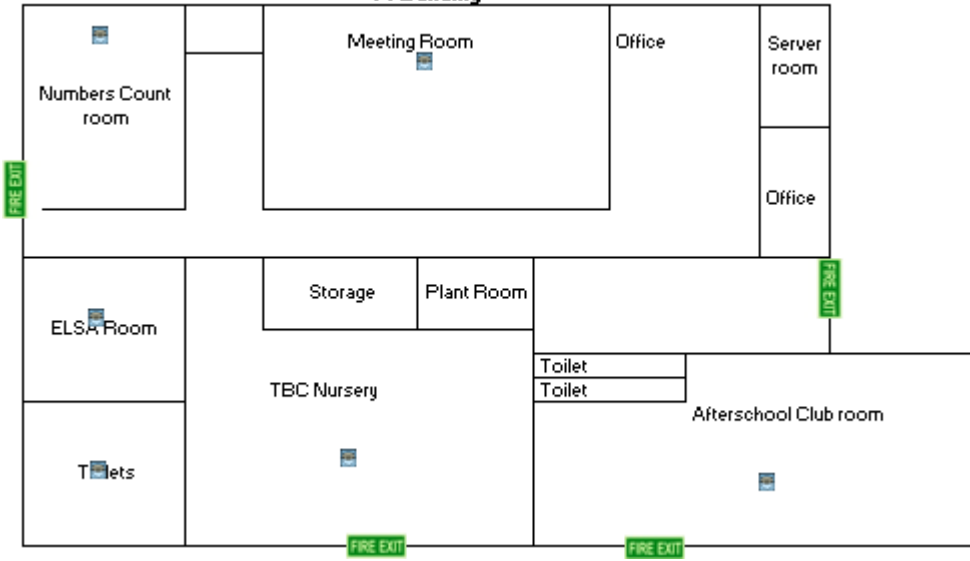 Meeting Room
Office
Server
room
Numbers Count
room
FIRE EXIT
Office
Storage
Plant Room
FIRE EXIT
ELSA Room
Toilet
TBC Nursery
Toilet
Afterschool Club room
FIRE EXIT
FIRE EXIT